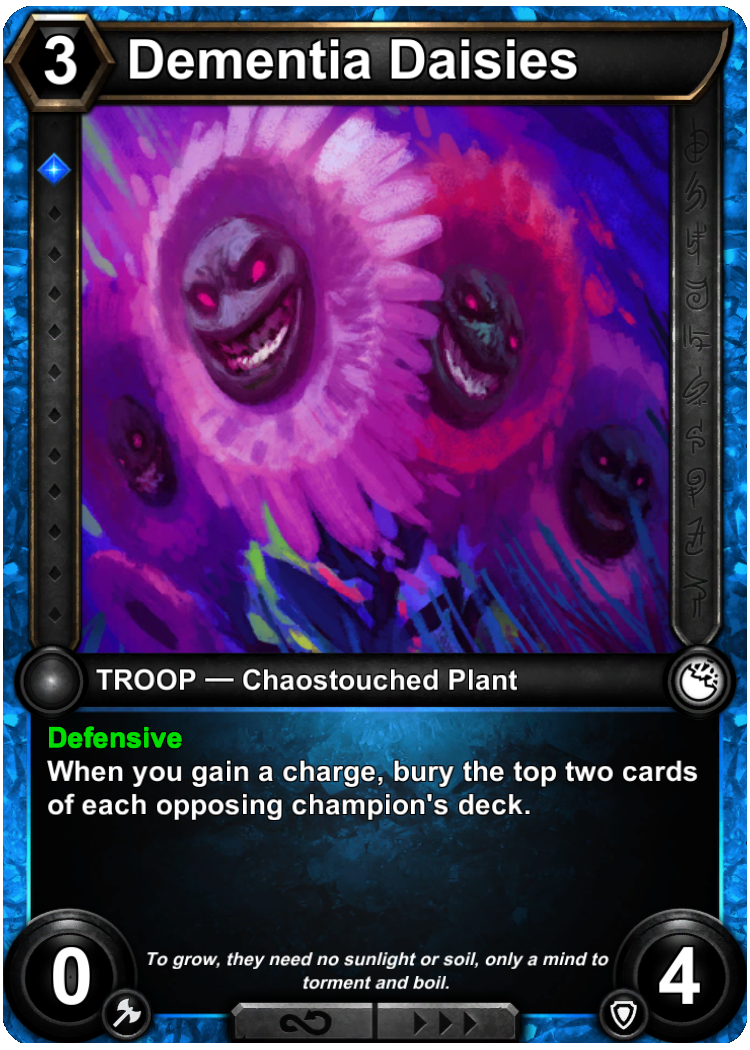 3
Dementia Daisies
TROOP — Chaostouched Plant
Defensive
When you gain a charge, bury the top two cards
of each opposing champion's deck.
To grow, they need no sunlight or soil, only a mind to
torment and boil.
0
4